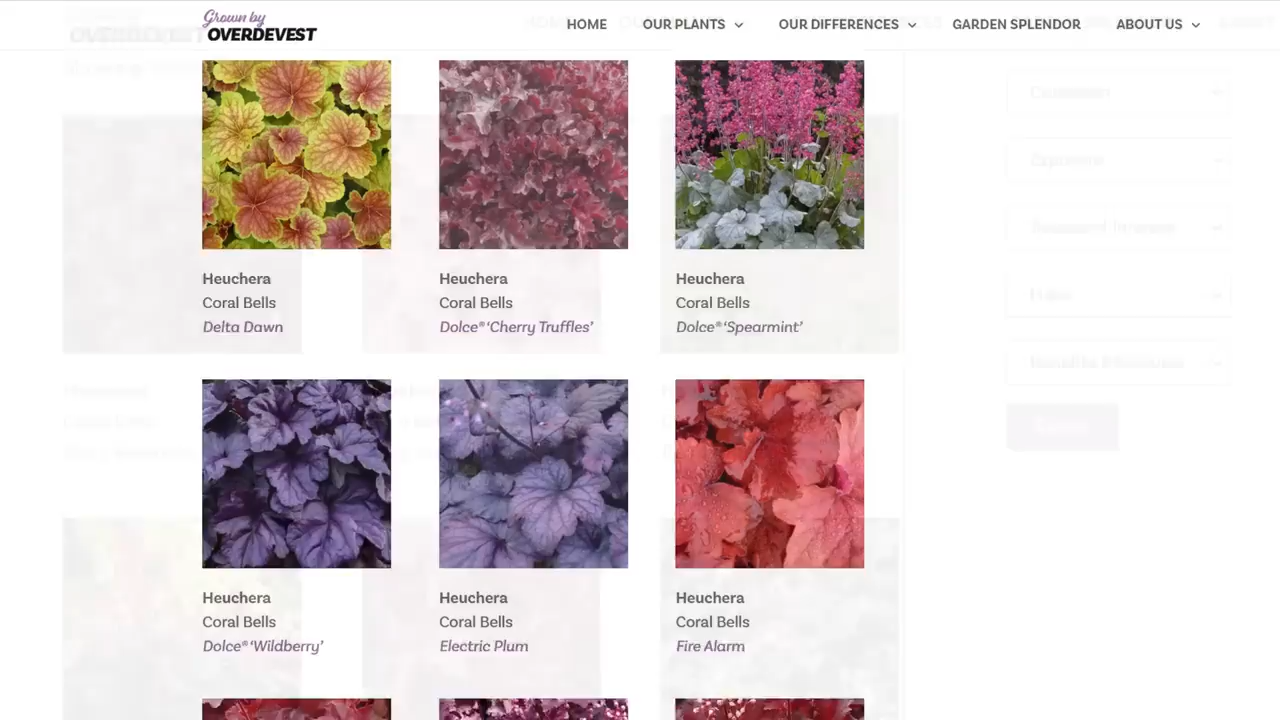 Grown by
OVERDEVEST
HOME
OUR PLANTS
OUR DIFFERENCES
GARDEN SPLENDOR
ABOUT US
Heuchera
Coral Bells
Delta Dawn
Heuchera
Coral Bells
Dolce® ‘Cherry Truffles’
Heuchera
Coral Bells
Dolce® ‘Spearmint’
Heuchera
Coral Bells
Dolce® ‘Wildberry’
Heuchera
Coral Bells
Electric Plum
Heuchera
Coral Bells
Fire Alarm